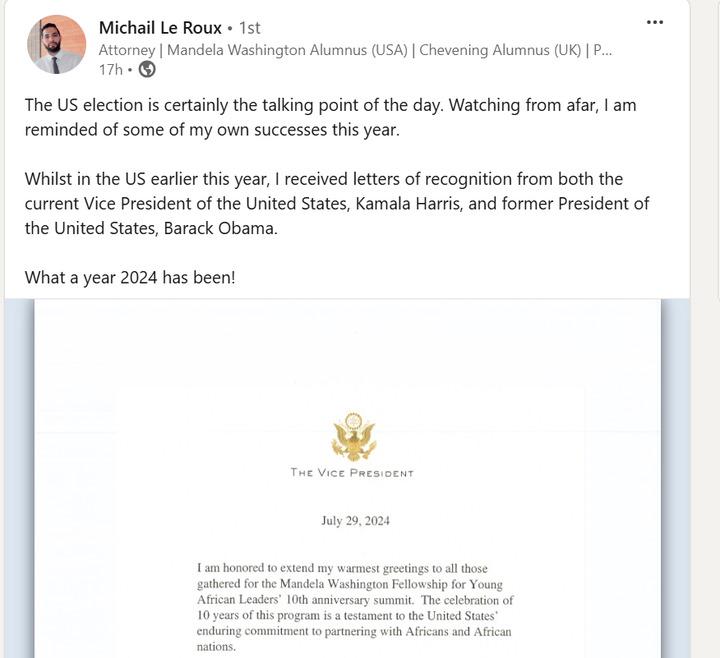 Michail Le Roux • 1st
Attorney | Mandela Washington Alumnus (USA) | Chevening Alumnus (UK) | P...
17h •
The US election is certainly the talking point of the day. Watching from afar, I am
reminded of some of my own successes this year.
Whilst in the US earlier this year, I received letters of recognition from both the
current Vice President of the United States, Kamala Harris, and former President of
the United States, Barack Obama.
What a year 2024 has been!
THE VICE PRESIDENT
July 29, 2024
I am honored to extend my warmest greetings to all those
gathered for the Mandela Washington Fellowship for Young
African Leaders' 10th anniversary summit. The celebration of
10 years of this program is a testament to the United States'
enduring commitment to partnering with Africans and African
nations.